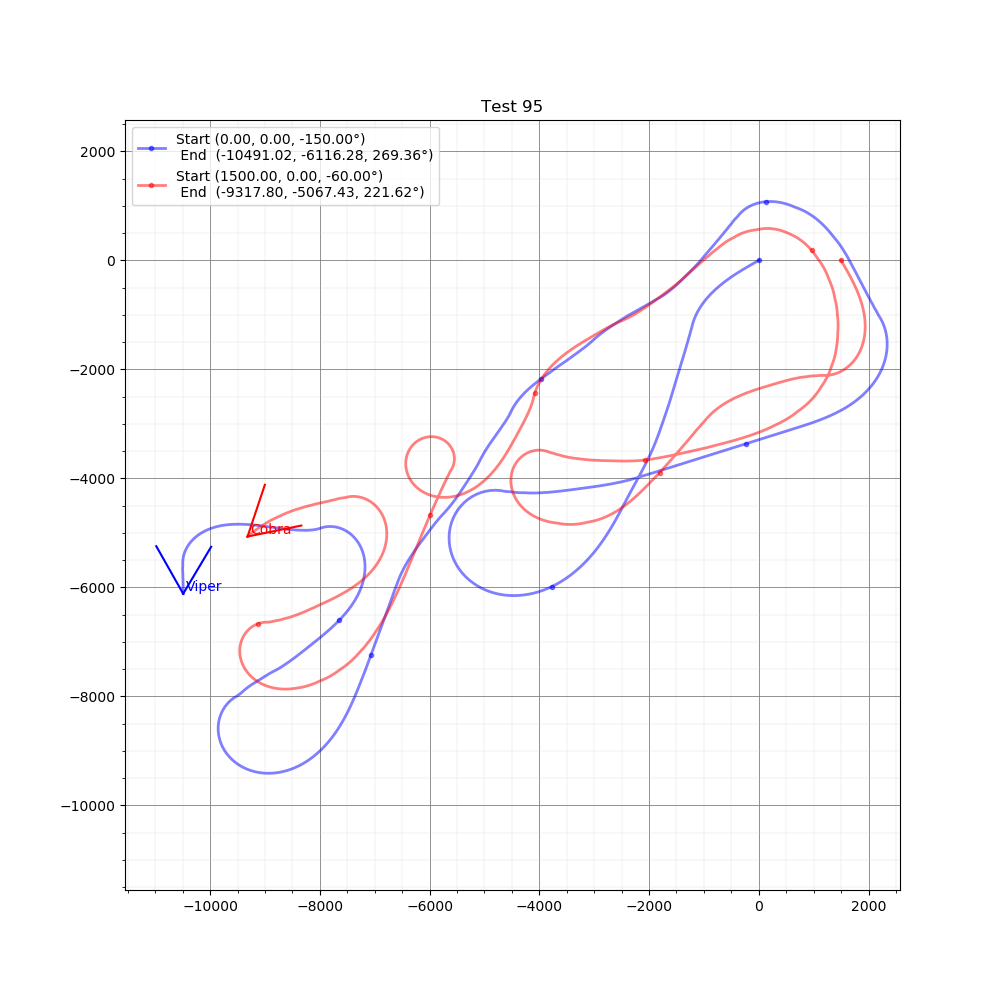 Test 95
Start (0.00, 0.00, -150.00°)
End (-10491.02, -6116.28, 269.36°)
Start (1500.00, 0.00, -60.00°)
End (-9317.80, -5067.43, 221.62°)
2000
0
−2000
−4000
−6000
−8000
−10000
Cobra
Viper
−10000 −8000 −6000 −4000 −2000 0 2000